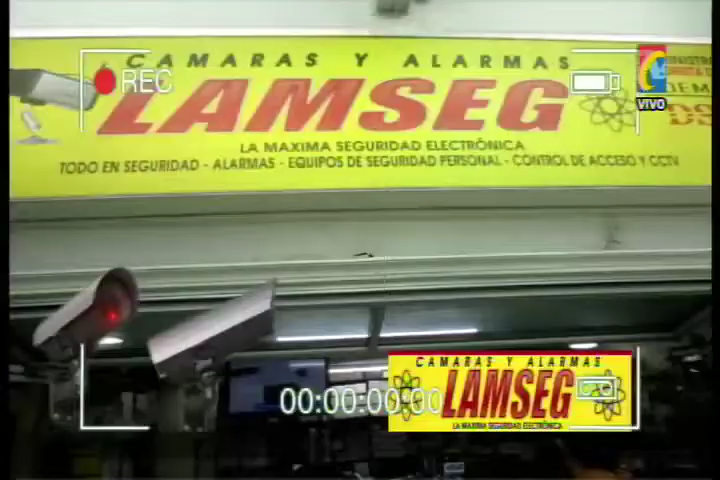 CAMARAS Y ALARMAS
REC
LAMSEG
VIVO
LA MAXIMA SEGURIDAD ELECTRÓNICA
TODO EN SEGURIDAD - ALARMAS - EQUIPOS DE SEGURIDAD PERSONAL - CONTROL DE ACCESO Y CCTV
CAMARAS Y ALARMAS
LAMSEG
00:00:00:00
LA MAXIMA SEGURIDAD ELECTRÓNICA